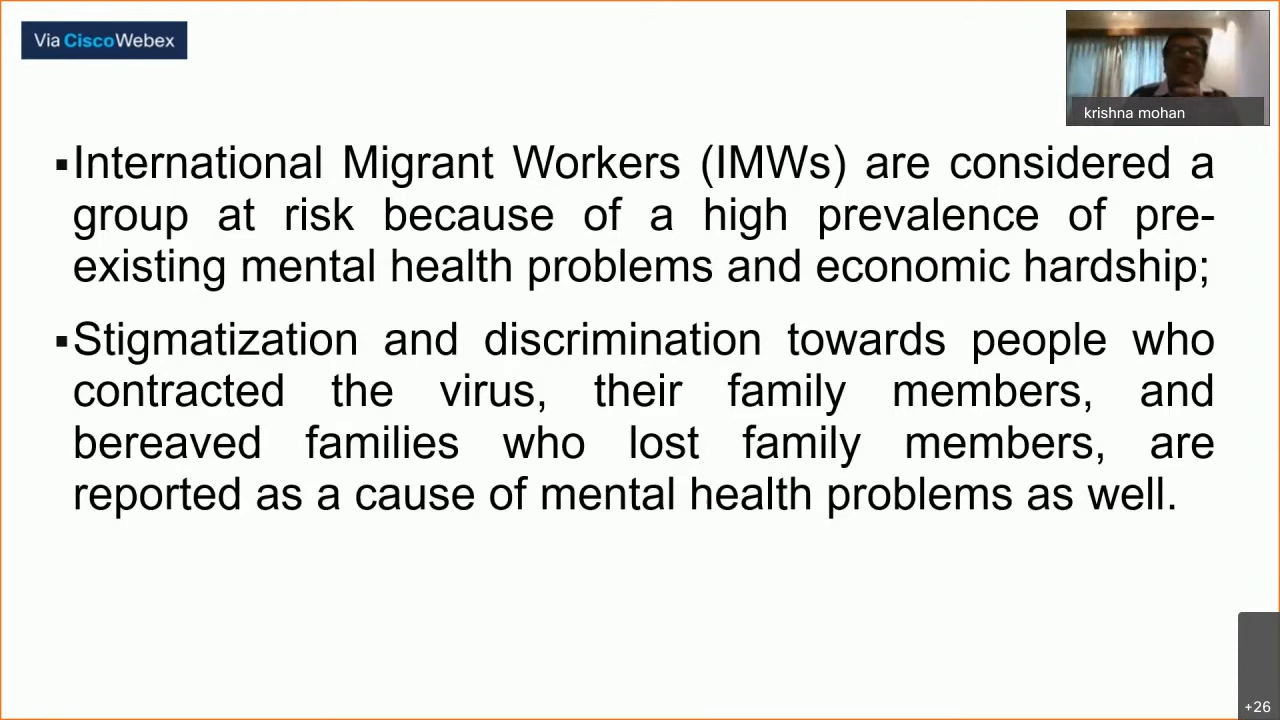 Via CiscoWebex
krishna mohan
▪International Migrant Workers (IMWs) are considered a
group at risk because of a high prevalence of pre-
existing mental health problems and economic hardship;
▪Stigmatization and discrimination towards people who
contracted the virus, their family members, and
bereaved families who lost family members, are
reported as a cause of mental health problems as well.
+26